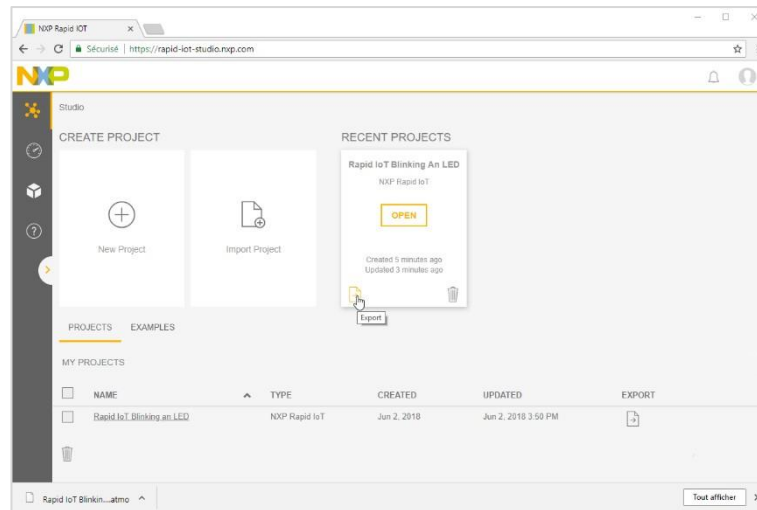 NXP Rapid IOT
Sécurisé | https://rapid-iot-studio.nxp.com
NXP
Studio
CREATE PROJECT
RECENT PROJECTS
New Project
Import Project
Rapid IoT Blinking An LED
NXP Rapid IoT
OPEN
Created 5 minutes ago
Updated 3 minutes ago
Export
PROJECTS EXAMPLES
MY PROJECTS
NAME TYPE CREATED UPDATED EXPORT
Rapid IoT Blinking an LED NXP Rapid IoT Jun 2, 2018 Jun 2, 2018 3:50 PM
Rapid IoT Blinkin....atmo
Tout afficher